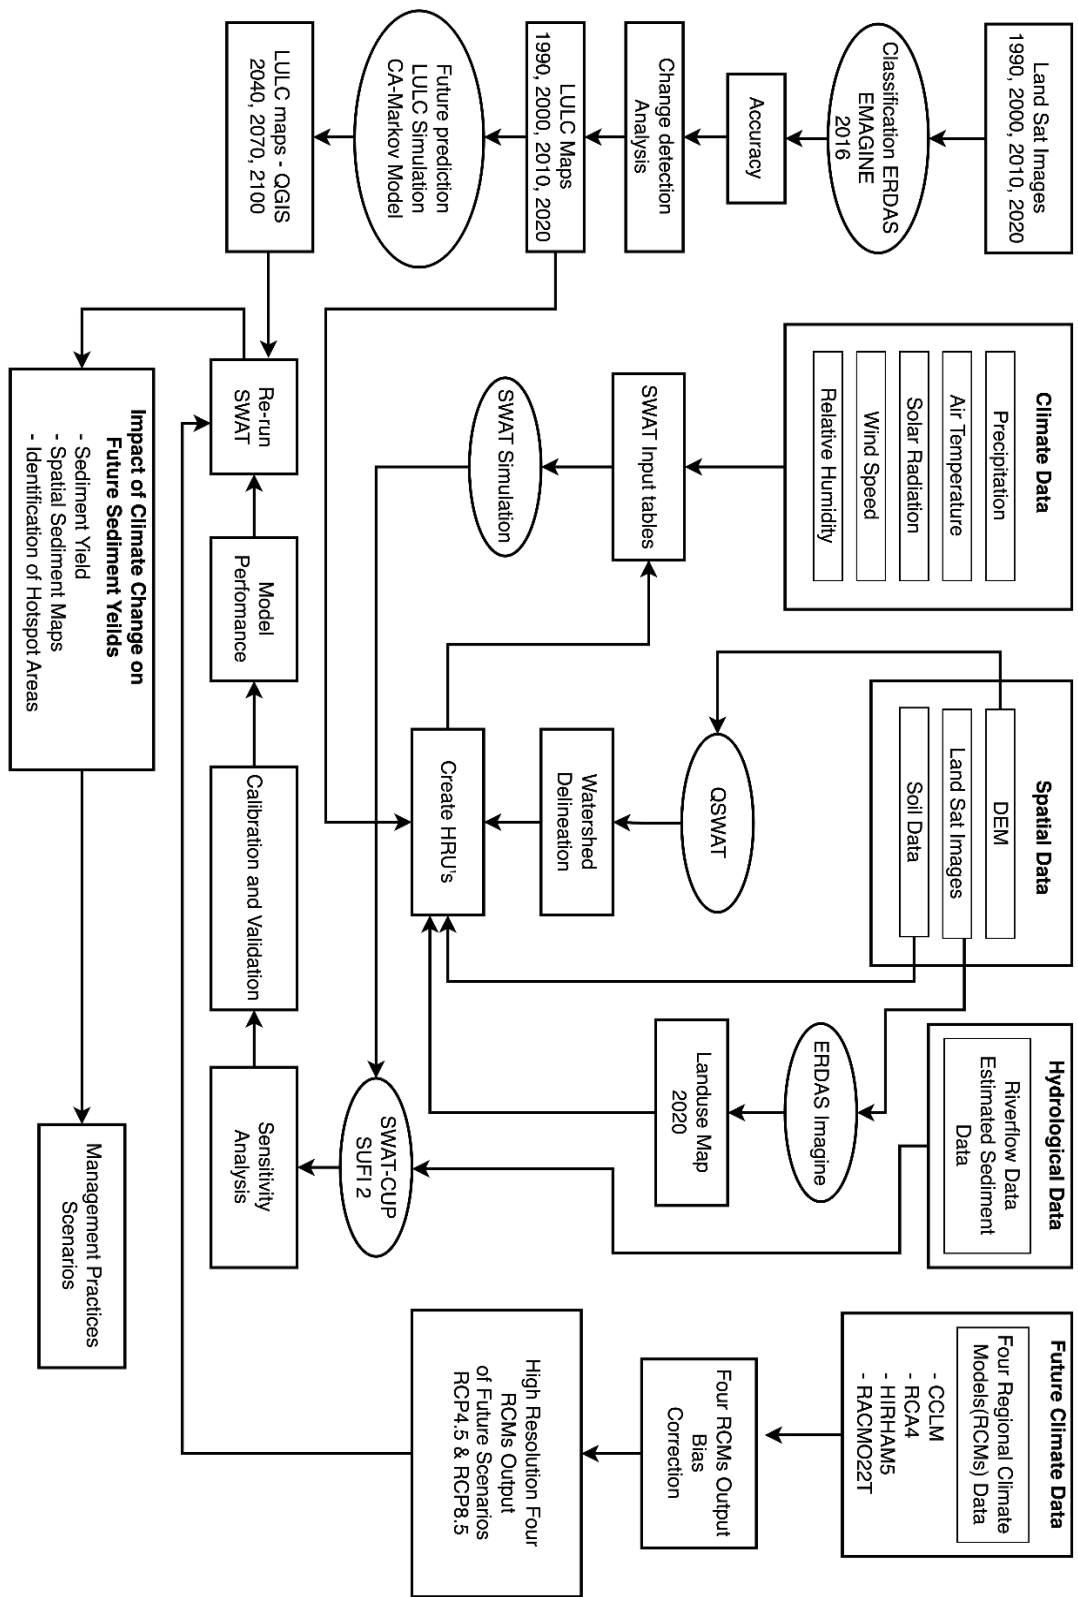 Land Sat Images
1990, 2000, 2010, 2020
Classification ERDAS
EMAGINE
2016
Accuracy
Change detection
Analysis
LULC Maps
1990, 2000, 2010, 2020
Future prediction
LULC Simulation
CA-Markov Model
LULC maps - QGIS
2040, 2070, 2100
Climate Data
Precipitation
Air Temperature
Solar Radiation
Wind Speed
Relative Humidity
SWAT Input tables
SWAT Simulation
Spatial Data
DEM
Land Sat Images
Soil Data
QSWAT
Watershed
Delineation
Create HRU's
Hydrological Data
Riverflow Data
Estimated Sediment
Data
ERDAS Imagine
Landuse Map
2020
SWAT-CUP
SUFI 2
Sensitivity
Analysis
Calibration and Validation
Model
Perfomance
Re-run
SWAT
Future Climate Data
Four Regional Climate
Models(RCMs) Data
- CCLM
- RCA4
- HIRHAM5
- RACMO22T
Four RCMs Output
Bias
Correction
High Resolution Four
RCMs Output
of Future Scenarios
RCP4.5 & RCP8.5
Impact of Climate Change on
Future Sediment Yeilds
- Sediment Yield
- Spatial Sediment Maps
- Identification of Hotspot Areas
Management Practices
Scenarios